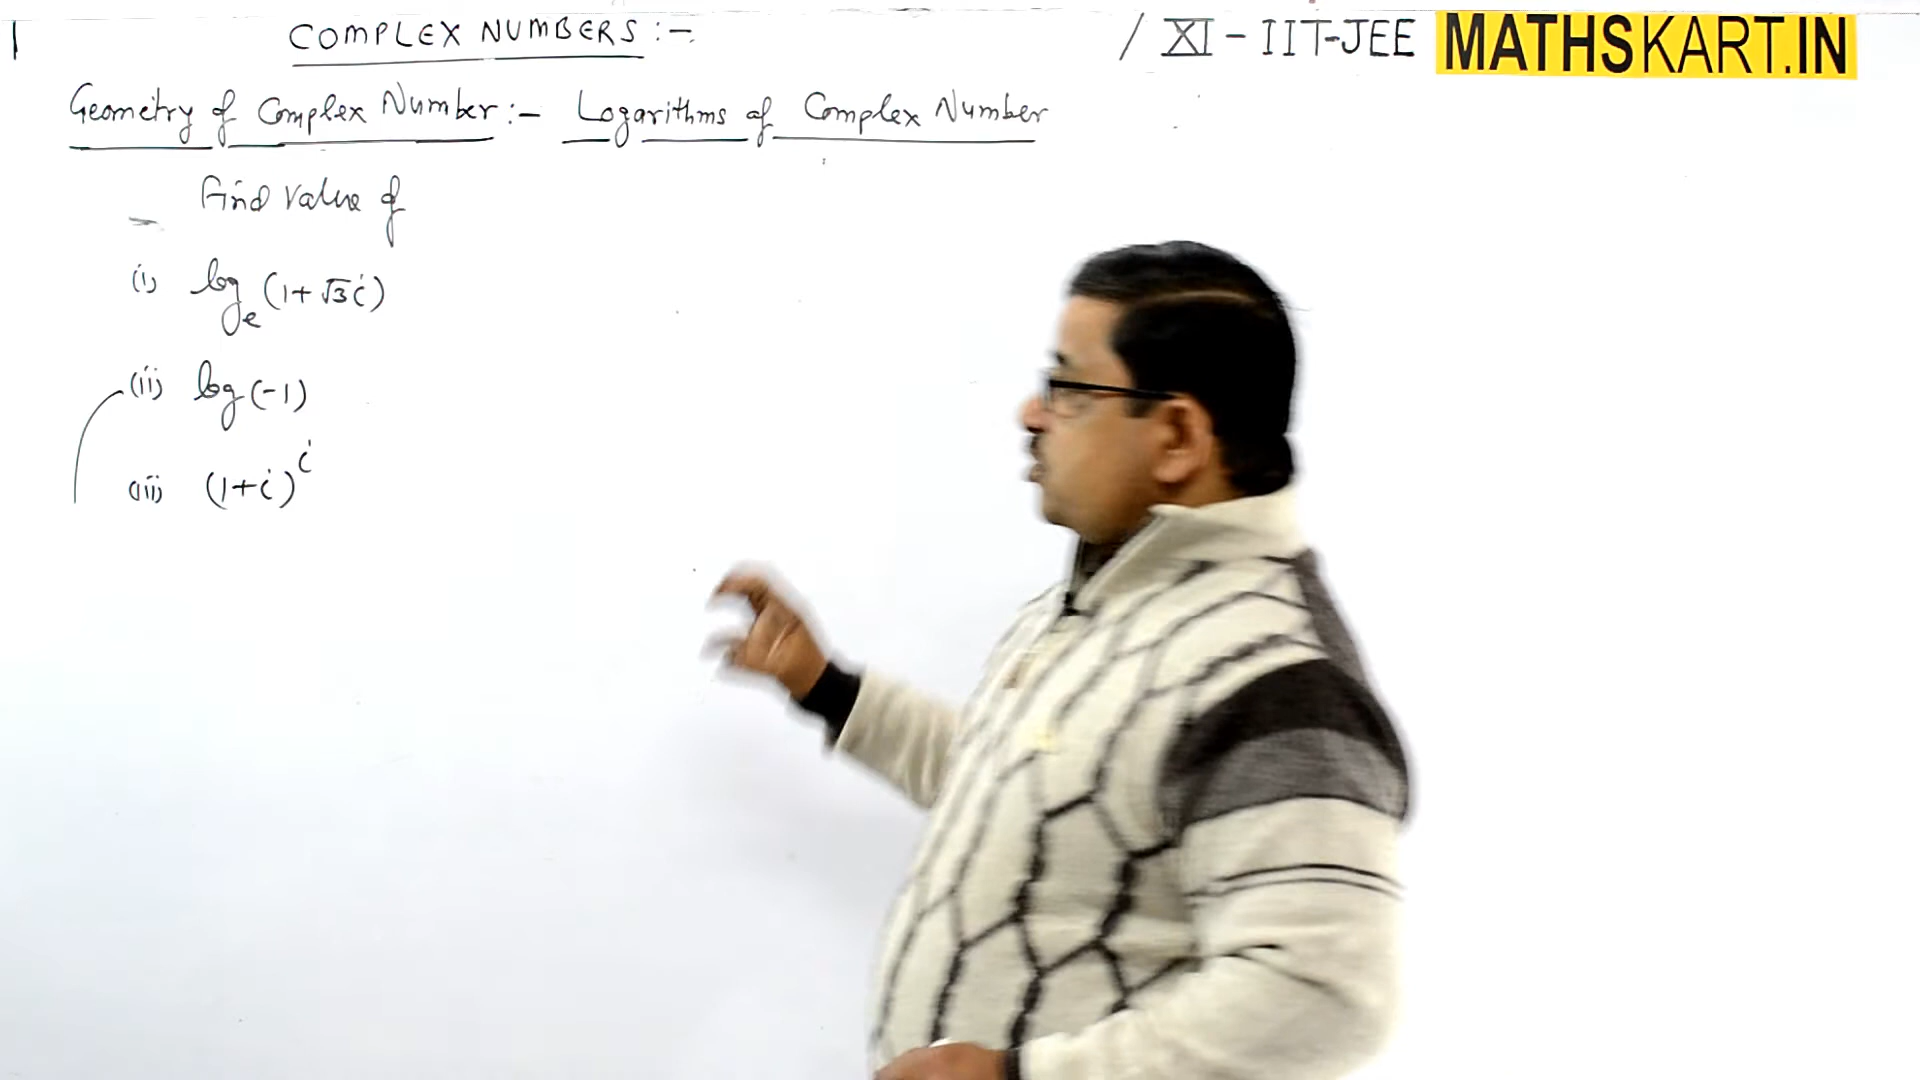 COMPLEX NUMBERS :-
/ XI - IIT-JEE MATHSKART.IN
Geometry of Complex Number :- Logarithms of Complex Number
Find value of
(i) log_e (1+√3i)
(ii) log(-1)
(iii) (1+i)^i